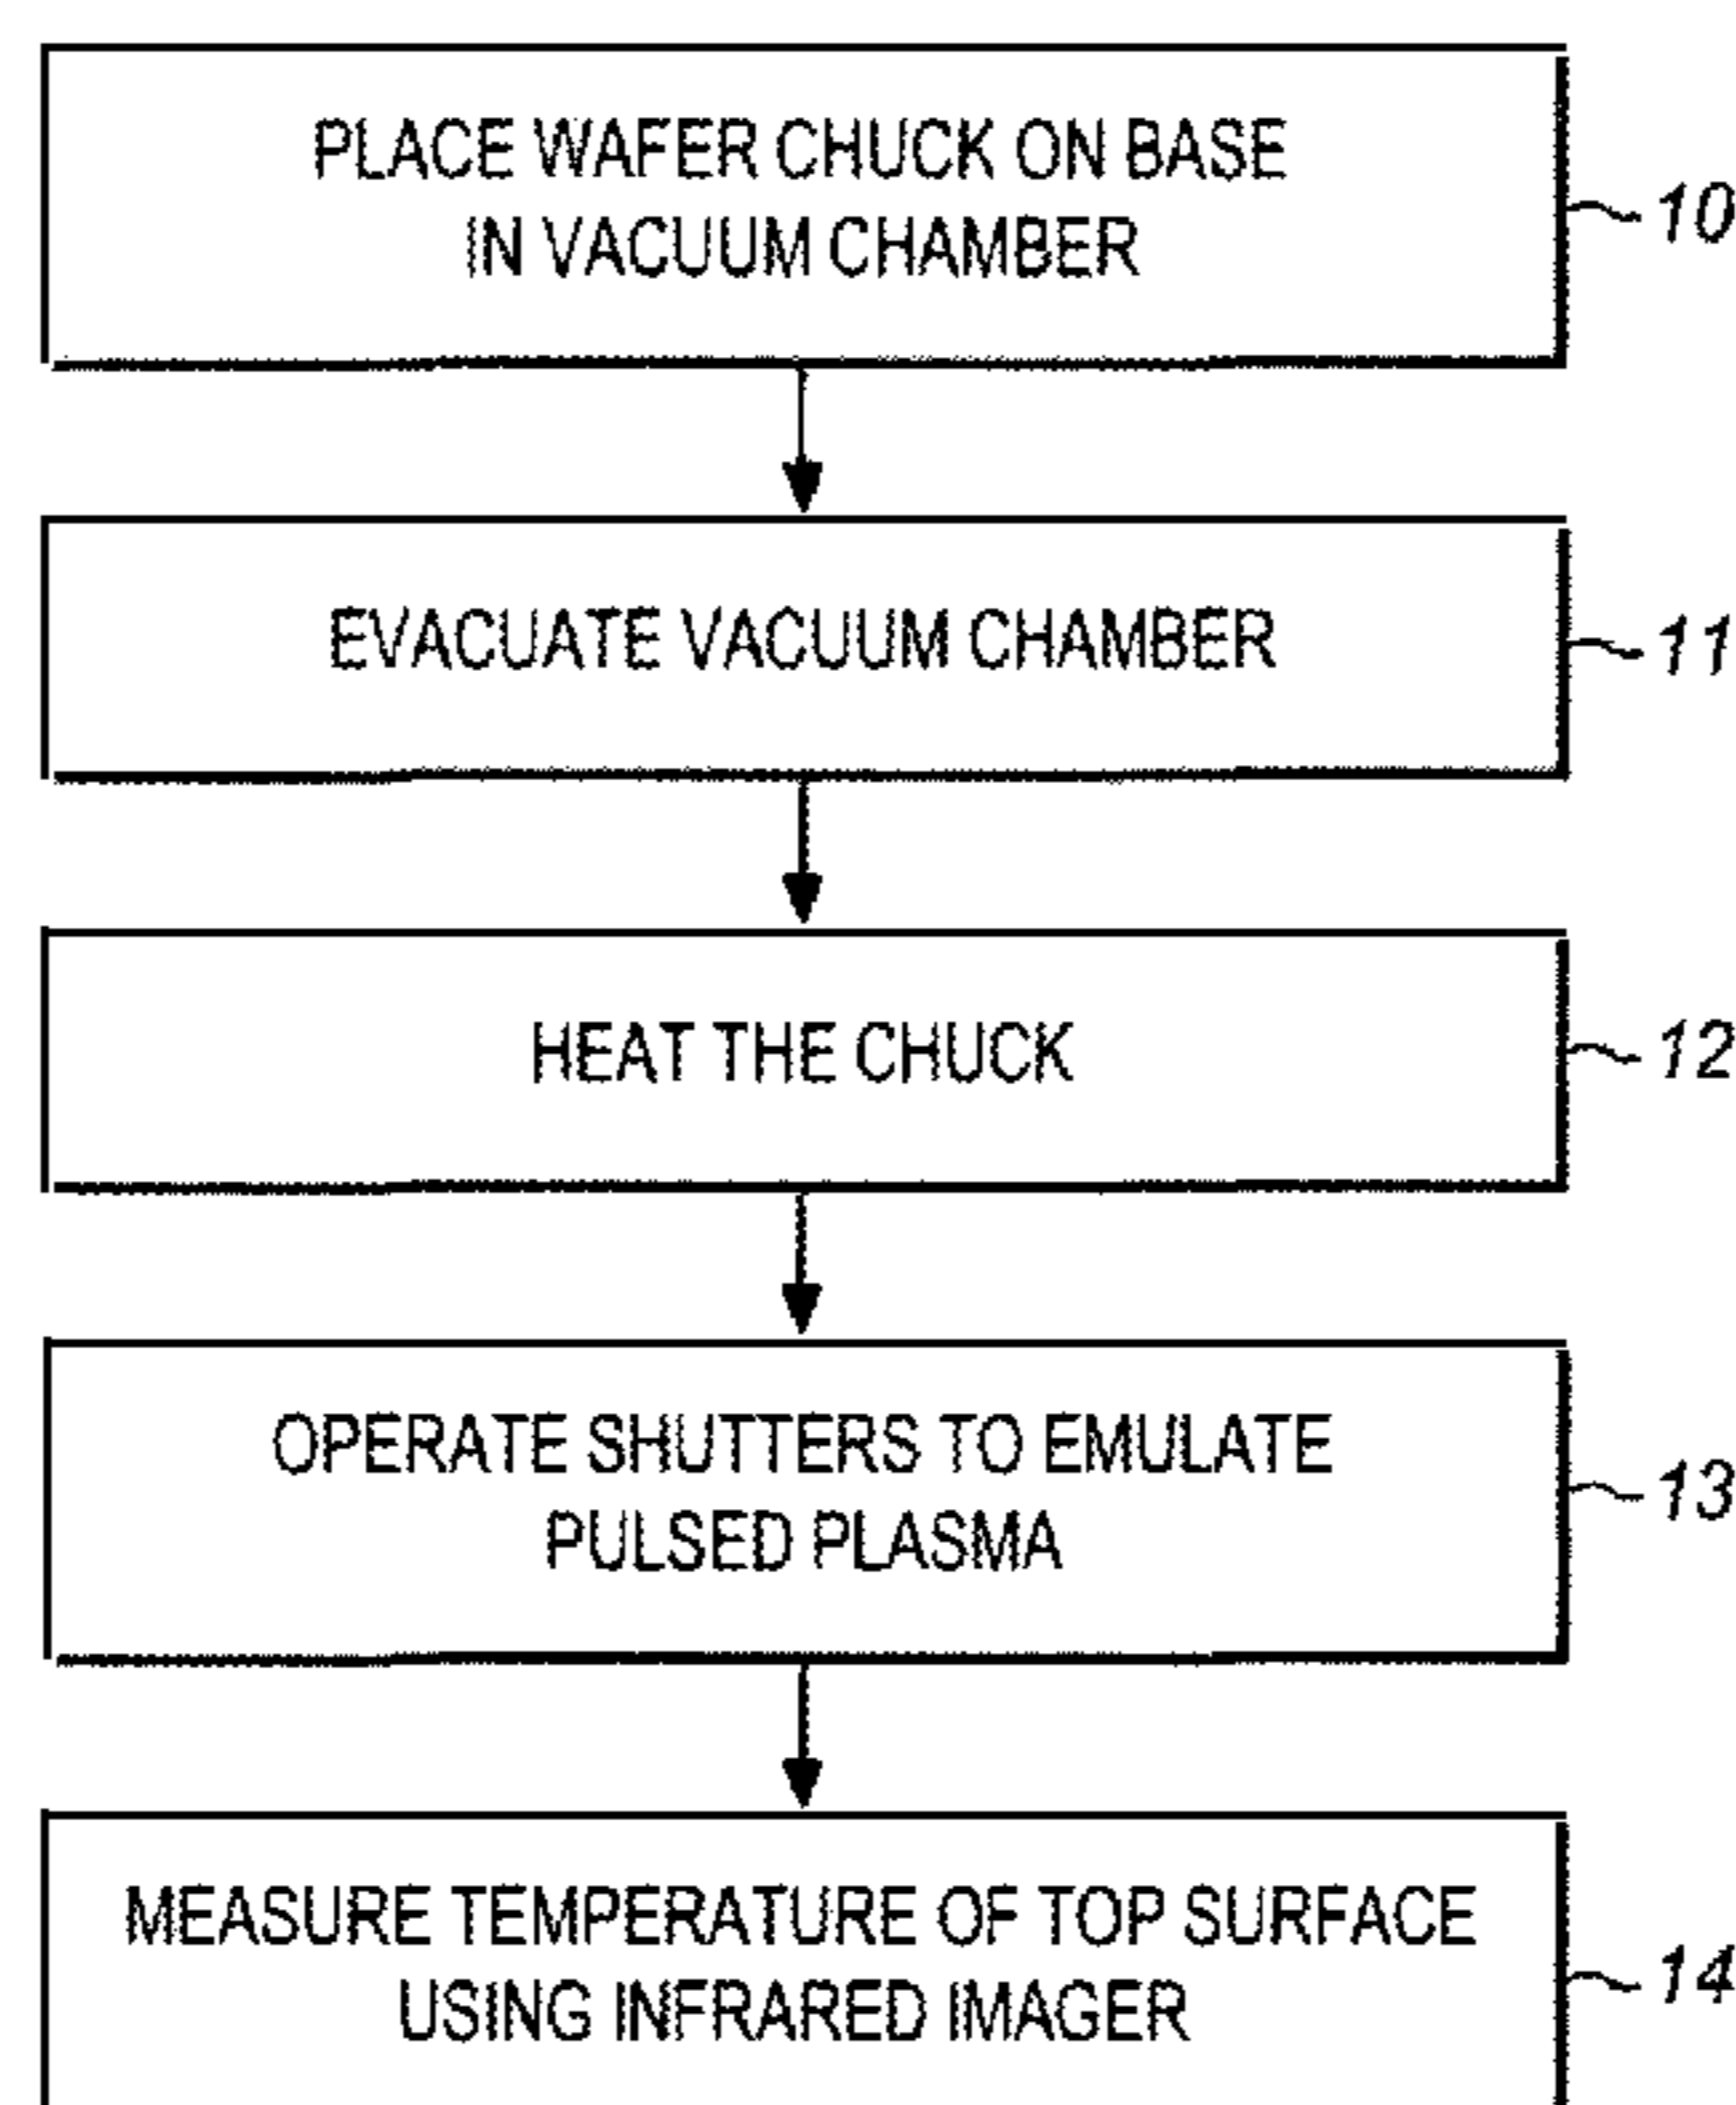 PLACE WAFER CHUCK ON BASE
IN VACUUM CHAMBER
10
EVACUATE VACUUM CHAMBER
11
HEAT THE CHUCK
12
OPERATE SHUTTERS TO EMULATE
PULSED PLASMA
13
MEASURE TEMPERATURE OF TOP SURFACE
USING INFRARED IMAGER
14